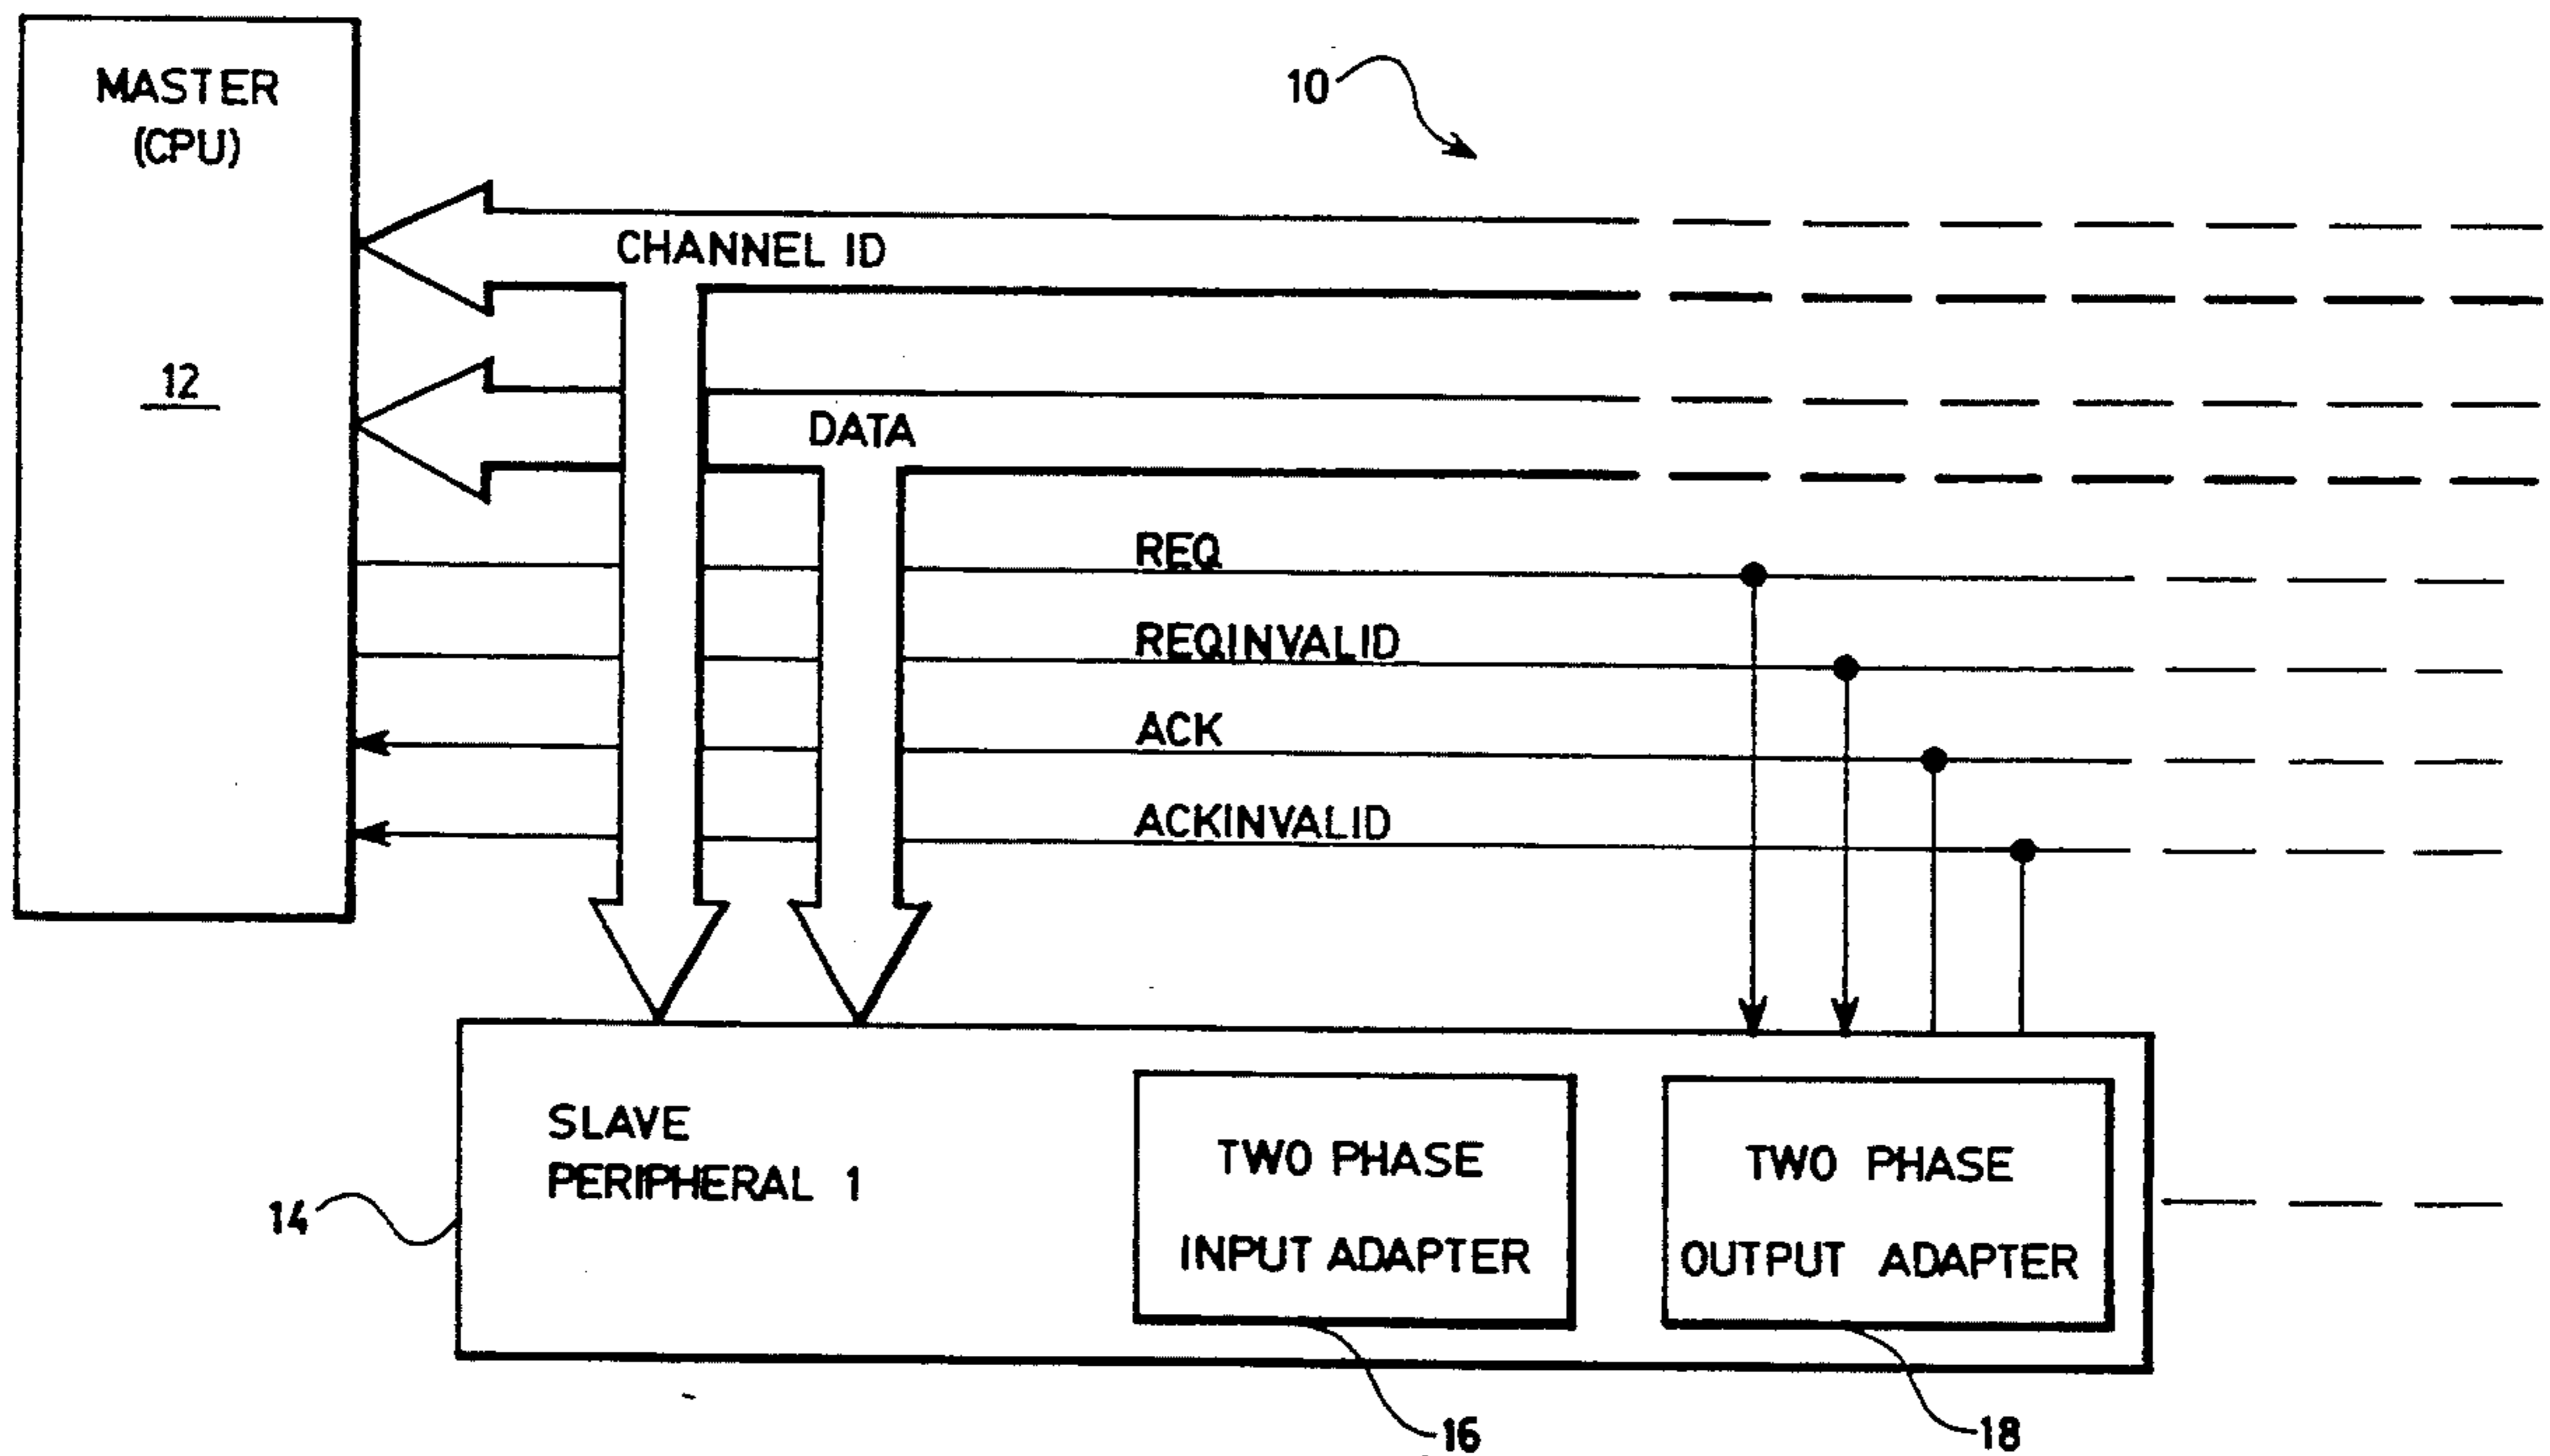 MASTER
(CPU)
12
10
CHANNEL ID
DATA
REQ
REQINVALID
ACK
ACKINVALID
SLAVE
PERIPHERAL 1
TWO PHASE
INPUT ADAPTER
TWO PHASE
OUTPUT ADAPTER
14
16
18